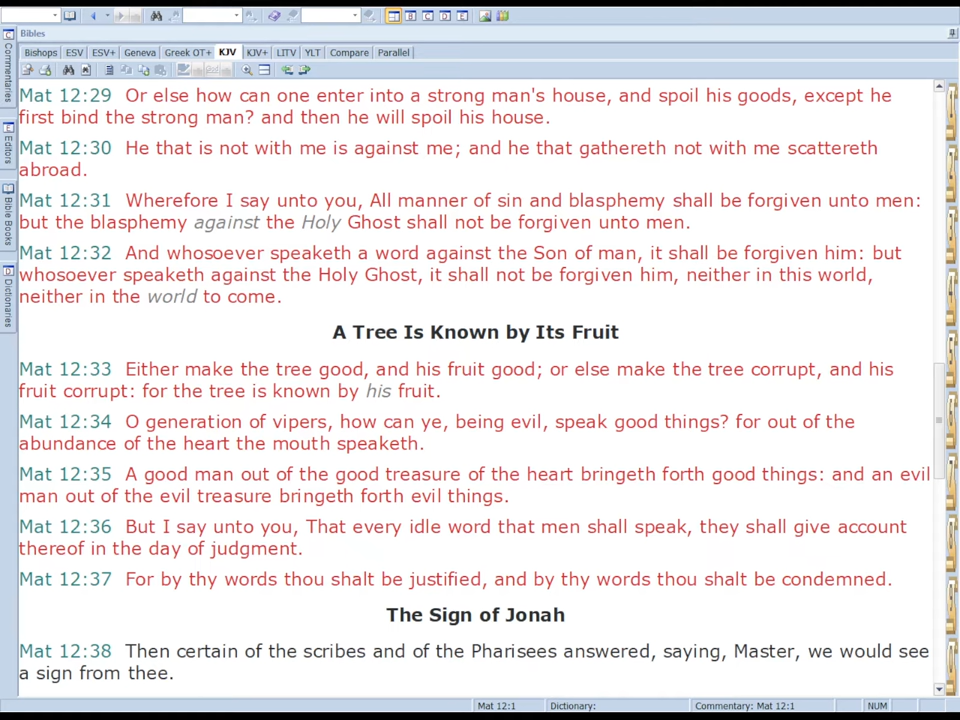 Bibles
Bishops ESV ESV+ Geneva Greek OT+ KJV KJV+ LITV YLT Compare Parallel
Commentaries
Editors
Bible Books
Dictionaries
Mat 12:29 Or else how can one enter into a strong man's house, and spoil his goods, except he
first bind the strong man? and then he will spoil his house.
Mat 12:30 He that is not with me is against me; and he that gathereth not with me scattereth
abroad.
Mat 12:31 Wherefore I say unto you, All manner of sin and blasphemy shall be forgiven unto men:
but the blasphemy against the Holy Ghost shall not be forgiven unto men.
Mat 12:32 And whosoever speaketh a word against the Son of man, it shall be forgiven him: but
whosoever speaketh against the Holy Ghost, it shall not be forgiven him, neither in this world,
neither in the world to come.
A Tree Is Known by Its Fruit
Mat 12:33 Either make the tree good, and his fruit good; or else make the tree corrupt, and his
fruit corrupt: for the tree is known by his fruit.
Mat 12:34 O generation of vipers, how can ye, being evil, speak good things? for out of the
abundance of the heart the mouth speaketh.
Mat 12:35 A good man out of the good treasure of the heart bringeth forth good things: and an evil
man out of the evil treasure bringeth forth evil things.
Mat 12:36 But I say unto you, That every idle word that men shall speak, they shall give account
thereof in the day of judgment.
Mat 12:37 For by thy words thou shalt be justified, and by thy words thou shalt be condemned.
The Sign of Jonah
Mat 12:38 Then certain of the scribes and of the Pharisees answered, saying, Master, we would see
a sign from thee.
Mat 12:1 Dictionary: Commentary: Mat 12:1 NUM